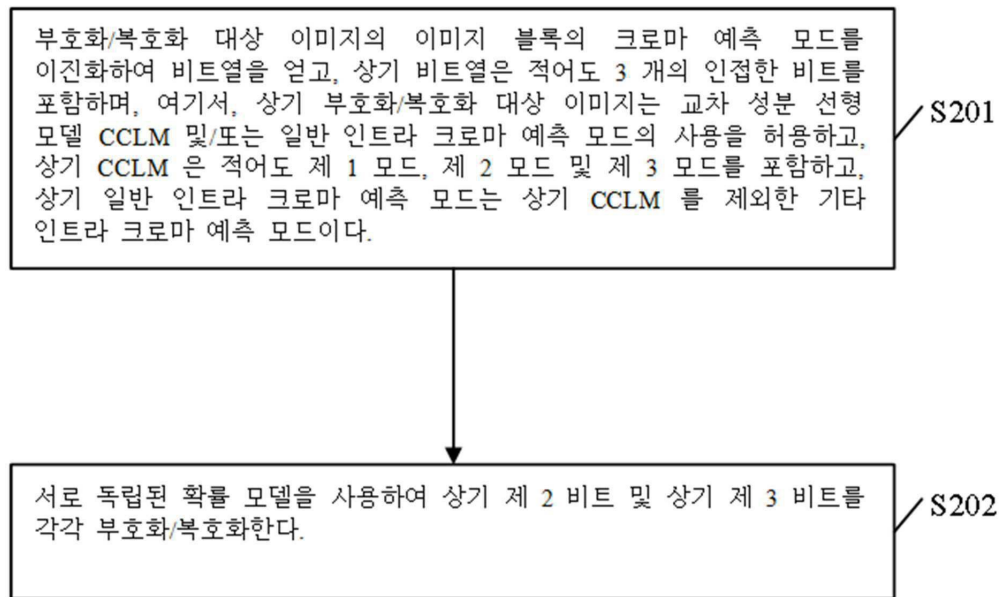 부호화/복호화 대상 이미지의 이미지 블록의 크로마 예측 모드를
이진화하여 비트열을 얻고, 상기 비트열은 적어도 3 개의 인접한 비트를
포함하며, 여기서, 상기 부호화/복호화 대상 이미지는 교차 성분 선형
모델 CCLM 및/또는 일반 인트라 크로마 예측 모드의 사용을 허용하고,
상기 CCLM 은 적어도 제 1 모드, 제 2 모드 및 제 3 모드를 포함하고,
상기 일반 인트라 크로마 예측 모드는 상기 CCLM 를 제외한 기타
인트라 크로마 예측 모드이다.
S201
서로 독립된 확률 모델을 사용하여 상기 제 2 비트 및 상기 제 3 비트를
각각 부호화/복호화한다.
S202